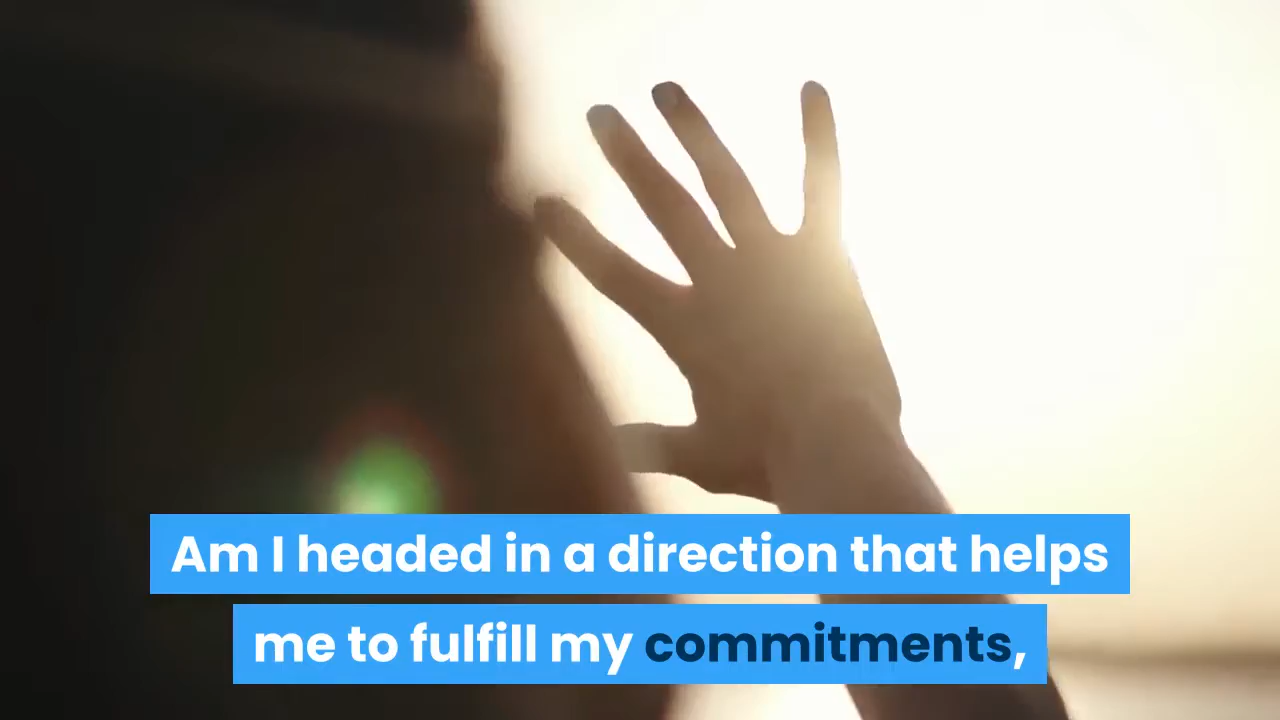 Am I headed in a direction that helps
me to fulfill my commitments,